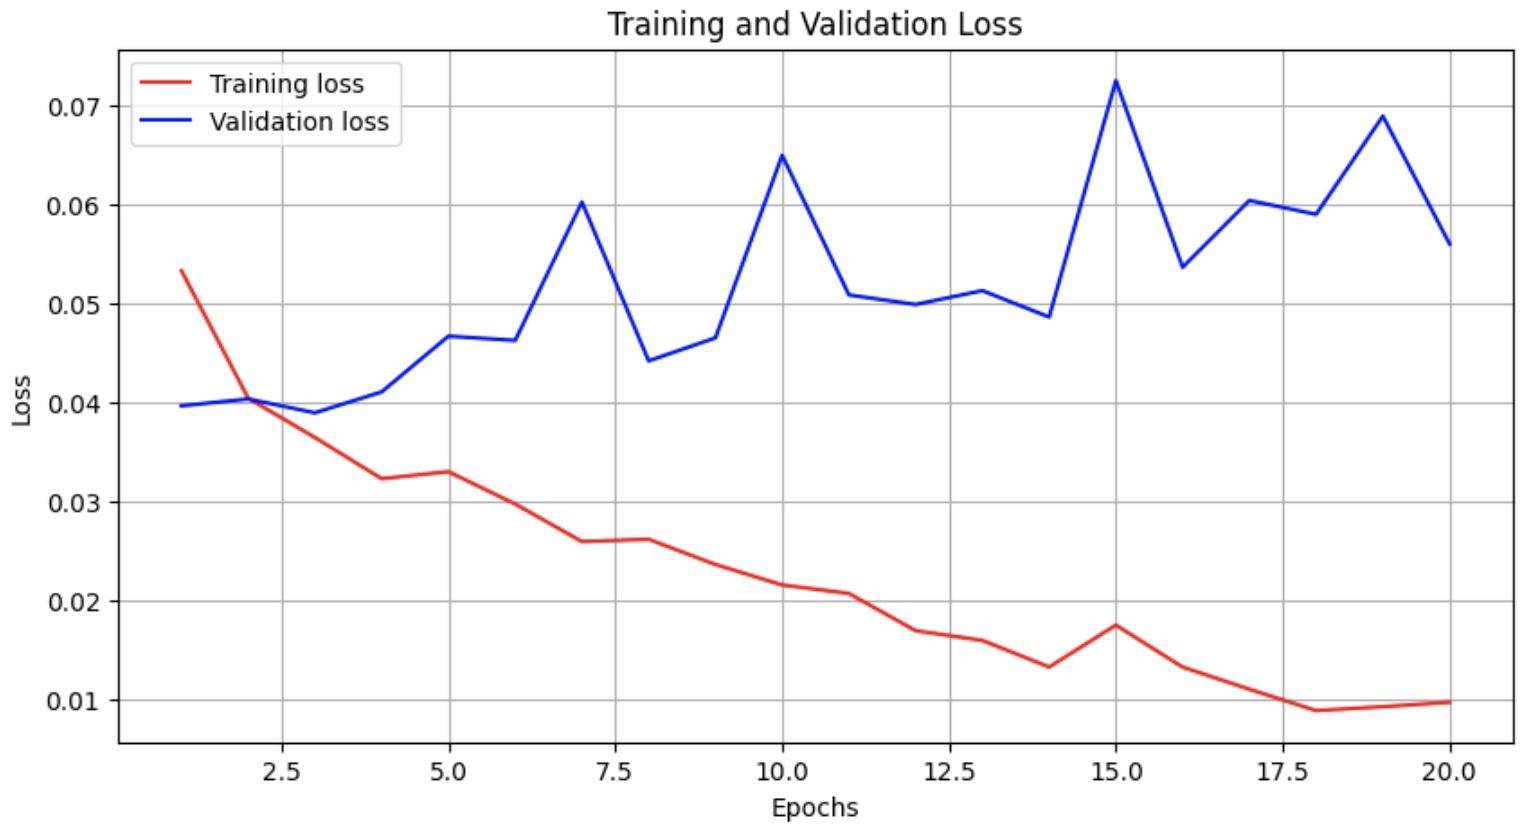 Training and Validation Loss
Training loss
Validation loss
0.07
0.06
0.05
0.04
0.03
0.02
0.01
Loss
2.5 5.0 7.5 10.0 12.5 15.0 17.5 20.0
Epochs